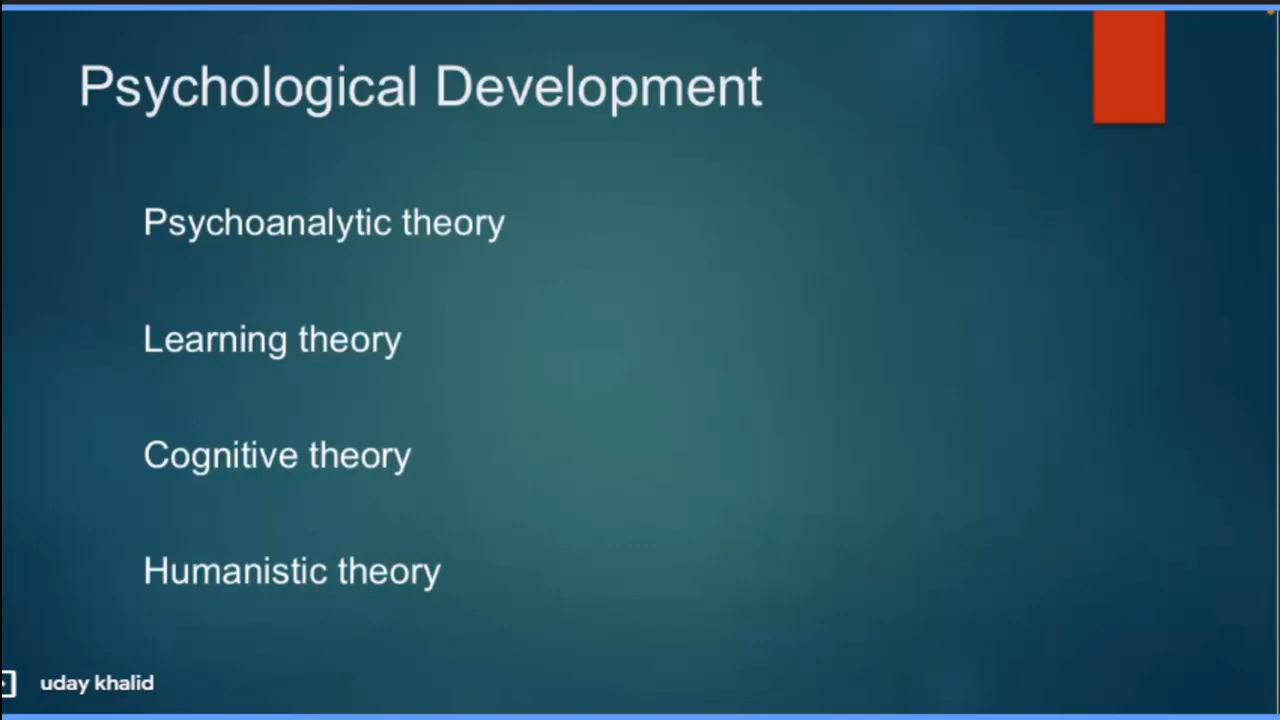 Psychological Development
Psychoanalytic theory
Learning theory
Cognitive theory
Humanistic theory
uday khalid